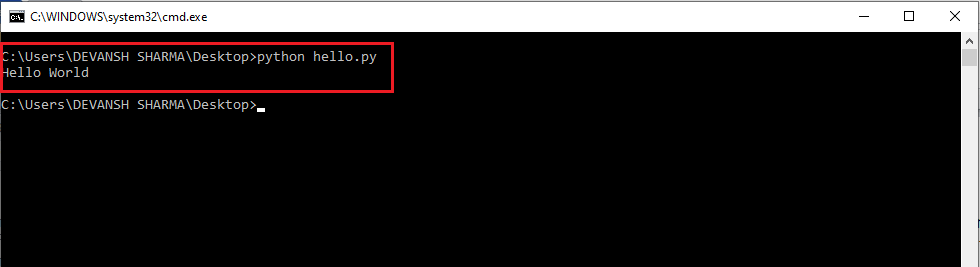 C:\WINDOWS\system32\cmd.exe
C:\Users\DEVANSH SHARMA\Desktop>python hello.py
Hello World
C:\Users\DEVANSH SHARMA\Desktop>